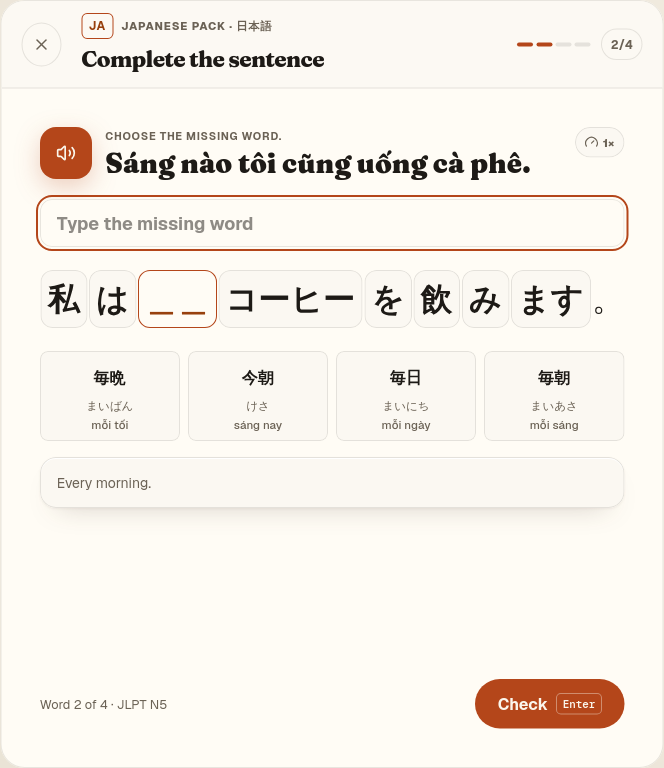 JA JAPANESE PACK · 日本語
Complete the sentence
2/4
CHOOSE THE MISSING WORD.
Sáng nào tôi cũng uống cà phê.
1×
Type the missing word
私は__コーヒーを飲みます。
毎晩
まいばん
mỗi tối
今朝
けさ
sáng nay
毎日
まいにち
mỗi ngày
毎朝
まいあさ
mỗi sáng
Every morning.
Word 2 of 4 · JLPT N5
Check Enter